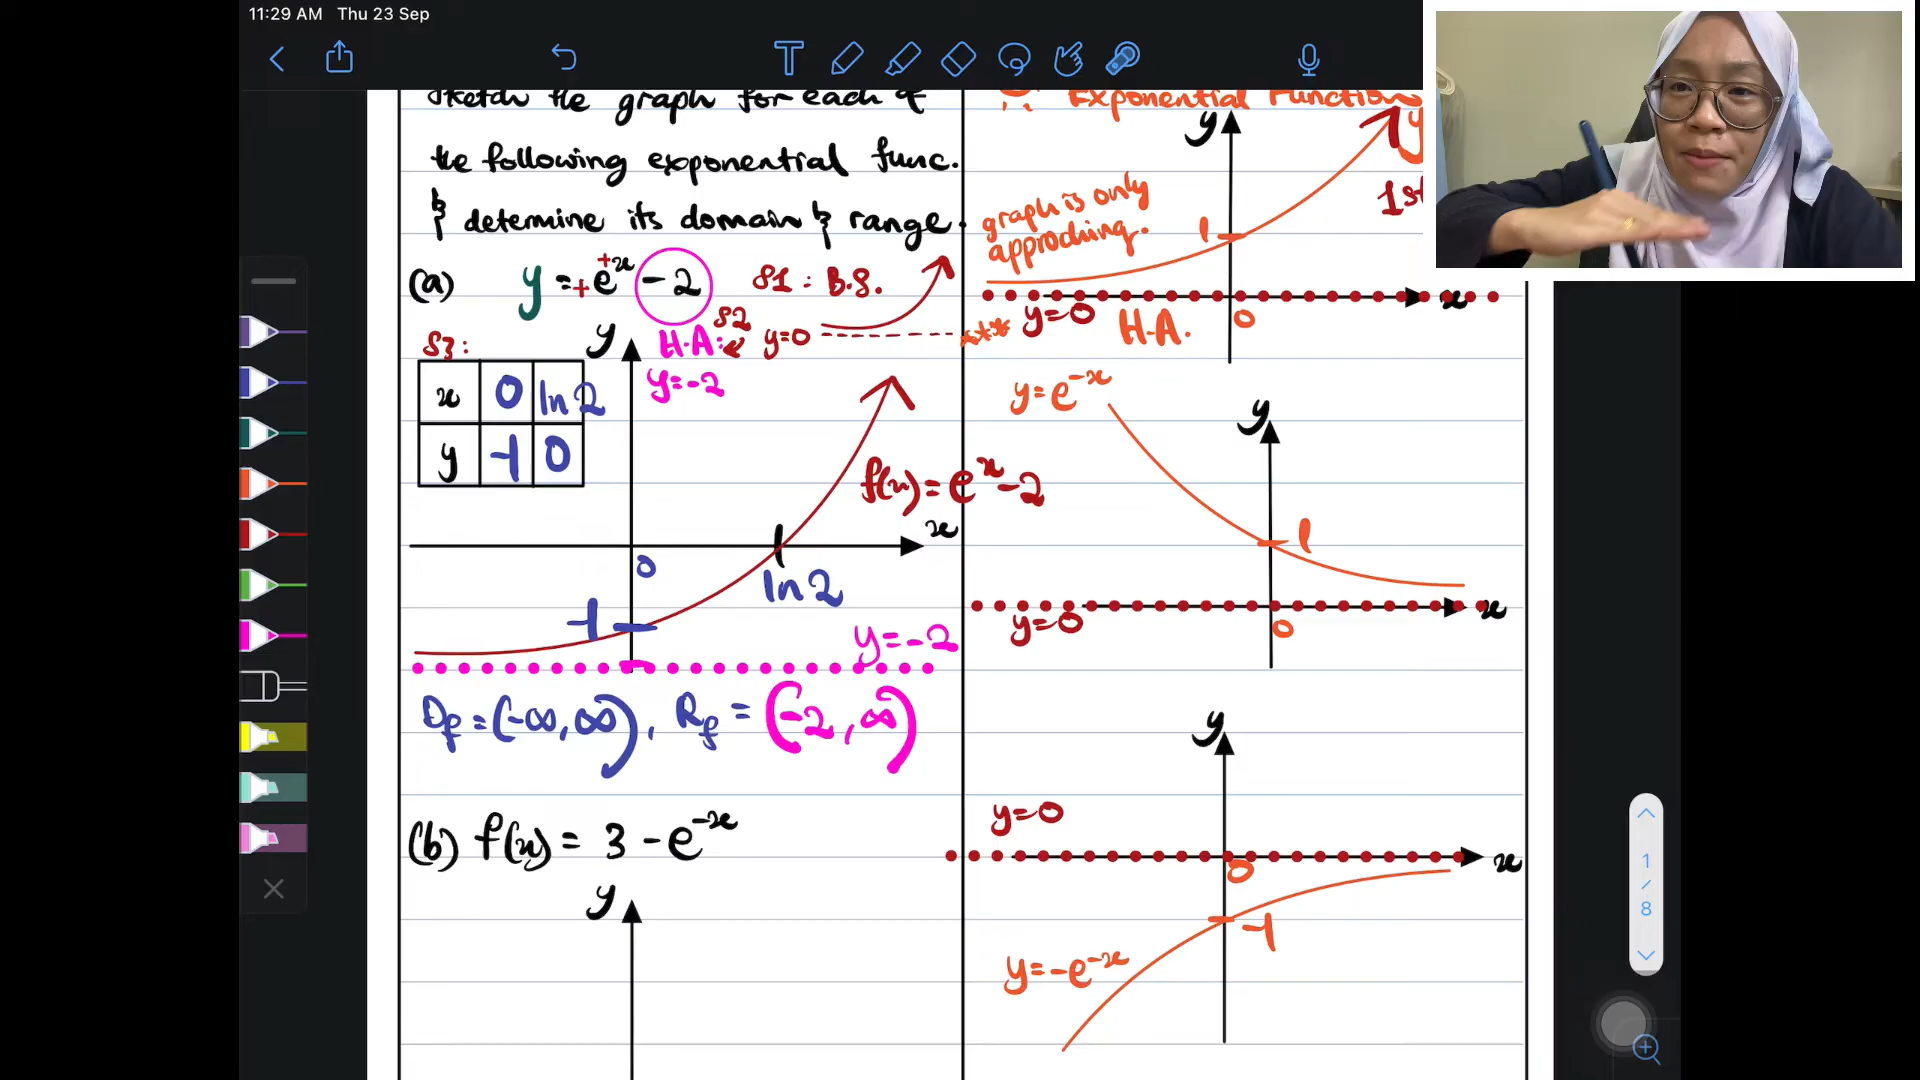 11:29 AM Thu 23 Sep
sketch the graph for each of
the following exponential func.
& determine its domain & range.
(a) y = + e^+x - 2
S1 : B.S.
S2
H.A:
y=0
y=-2
S3:
x 0 ln2
y -1 0
y
f(x) = e^x - 2
x
0
ln2
-1
y=-2
Df = (-∞,∞), Rf = (-2,∞)
(b) f(x) = 3 - e^-x
y
Exponential Function
y
graph is only
approching.
1
1st
x
y=0
H.A.
0
***
y=e^-x
y
1
x
y=0
0
y
y=0
x
0
-1
y=-e^-x
1
/
8